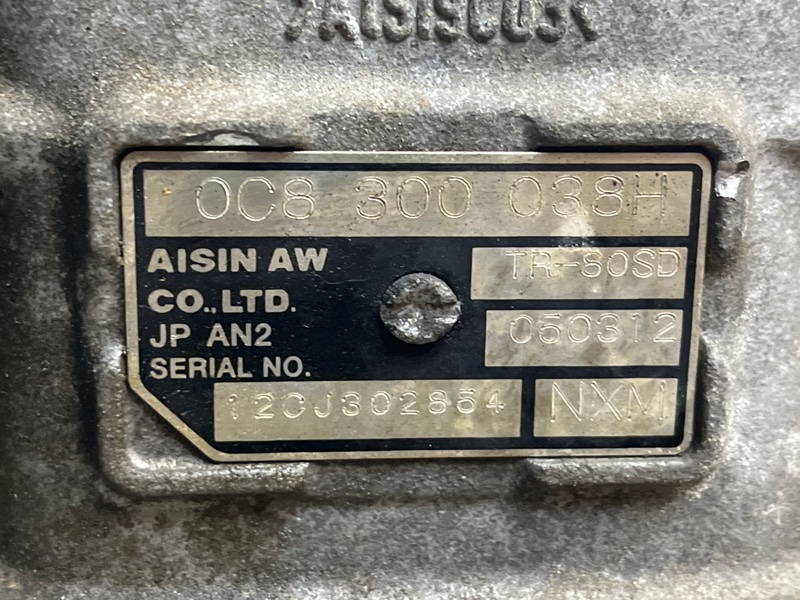 0C8 300 038H
AISIN AW
CO.,LTD.
TR-80SD
JP AN2
050312
SERIAL NO.
12CJ302854
NXM